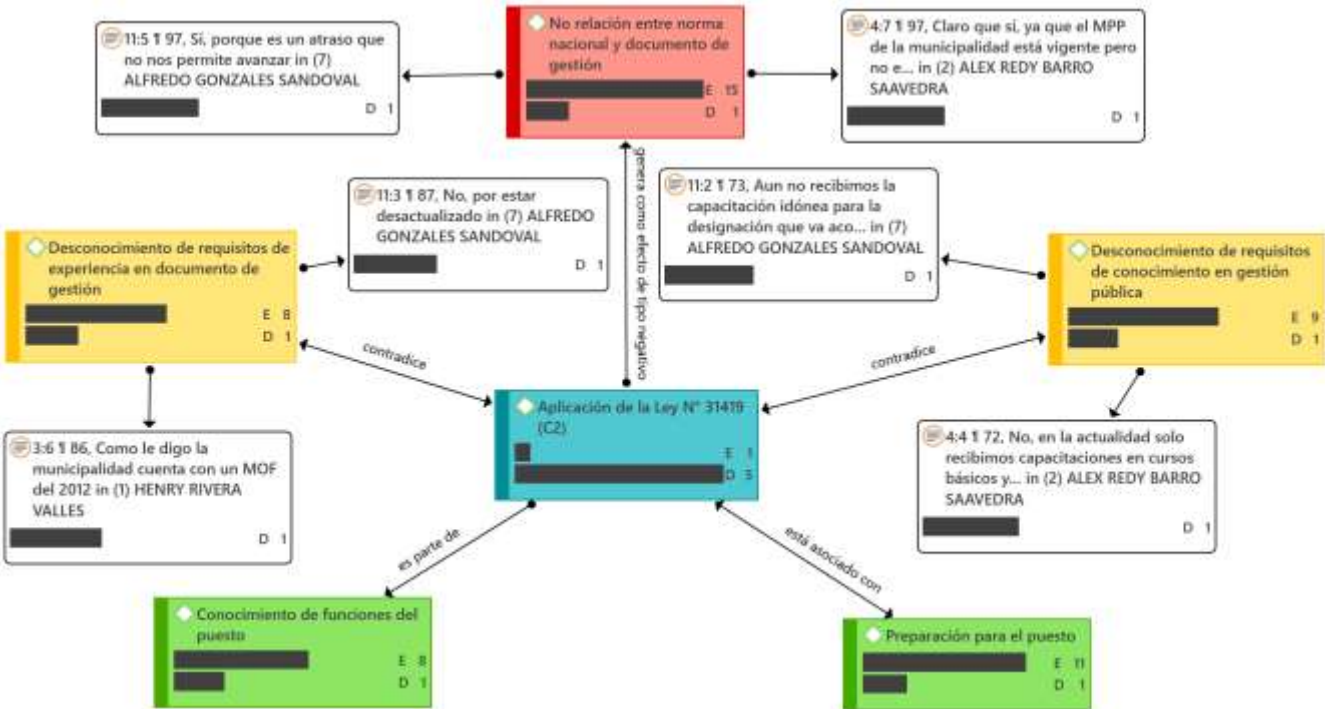 11:5 ¶ 97, Sí, porque es un atraso que
no nos permite avanzar in (7)
ALFREDO GONZALES SANDOVAL
D 1
No relación entre norma
nacional y documento de
gestión
E 15
D 1
4:7 ¶ 97, Claro que si, ya que el MPP
de la municipalidad está vigente pero
no e... in (2) ALEX REDY BARRO
SAAVEDRA
D 1
genera como efecto de tipo negativo
11:3 ¶ 87, No, por estar
desactualizado in (7) ALFREDO
GONZALES SANDOVAL
D 1
11:2 ¶ 73, Aun no recibimos la
capacitación idónea para la
designación que va aco... in (7)
ALFREDO GONZALES SANDOVAL
D 1
Desconocimiento de requisitos de
experiencia en documento de
gestión
E 8
D 1
Desconocimiento de requisitos
de conocimiento en gestión
pública
E 9
D 1
contradice
contradice
Aplicación de la Ley N° 31419
(C2)
E 1
D 5
3:6 ¶ 86, Como le digo la
municipalidad cuenta con un MOF
del 2012 in (1) HENRY RIVERA
VALLES
D 1
4:4 ¶ 72, No, en la actualidad solo
recibimos capacitaciones en cursos
básicos y... in (2) ALEX REDY BARRO
SAAVEDRA
D 1
es parte de
está asociado con
Conocimiento de funciones del
puesto
E 8
D 1
Preparación para el puesto
E 11
D 1